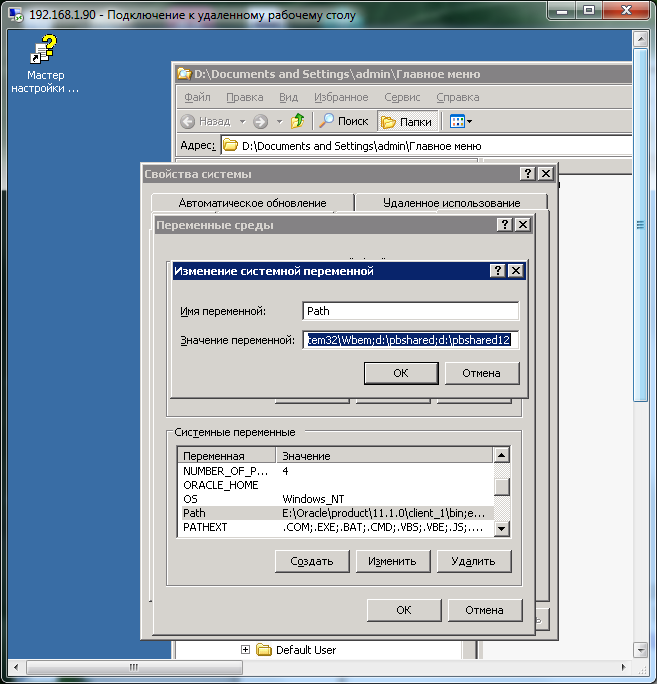 192.168.1.90 - Подключение к удаленному рабочему столу
Мастер
настройки ...
D:\Documents and Settings\admin\Главное меню
Файл Правка Вид Избранное Сервис Справка
Назад Поиск Папки
Адрес: D:\Documents and Settings\admin\Главное меню
Свойства системы
Автоматическое обновление Удаленное использование
Переменные среды
Изменение системной переменной
Имя переменной: Path
Значение переменной: tem32\Wbem;d:\pbshared;d:\pbshared12
ОК Отмена
Системные переменные
Переменная Значение
NUMBER_OF_P... 4
ORACLE_HOME
OS Windows_NT
Path E:\Oracle\product\11.1.0\client_1\bin;e...
PATHEXT .COM;.EXE;.BAT;.CMD;.VBS;.VBE;.JS;....
Создать Изменить Удалить
ОК Отмена
Default User